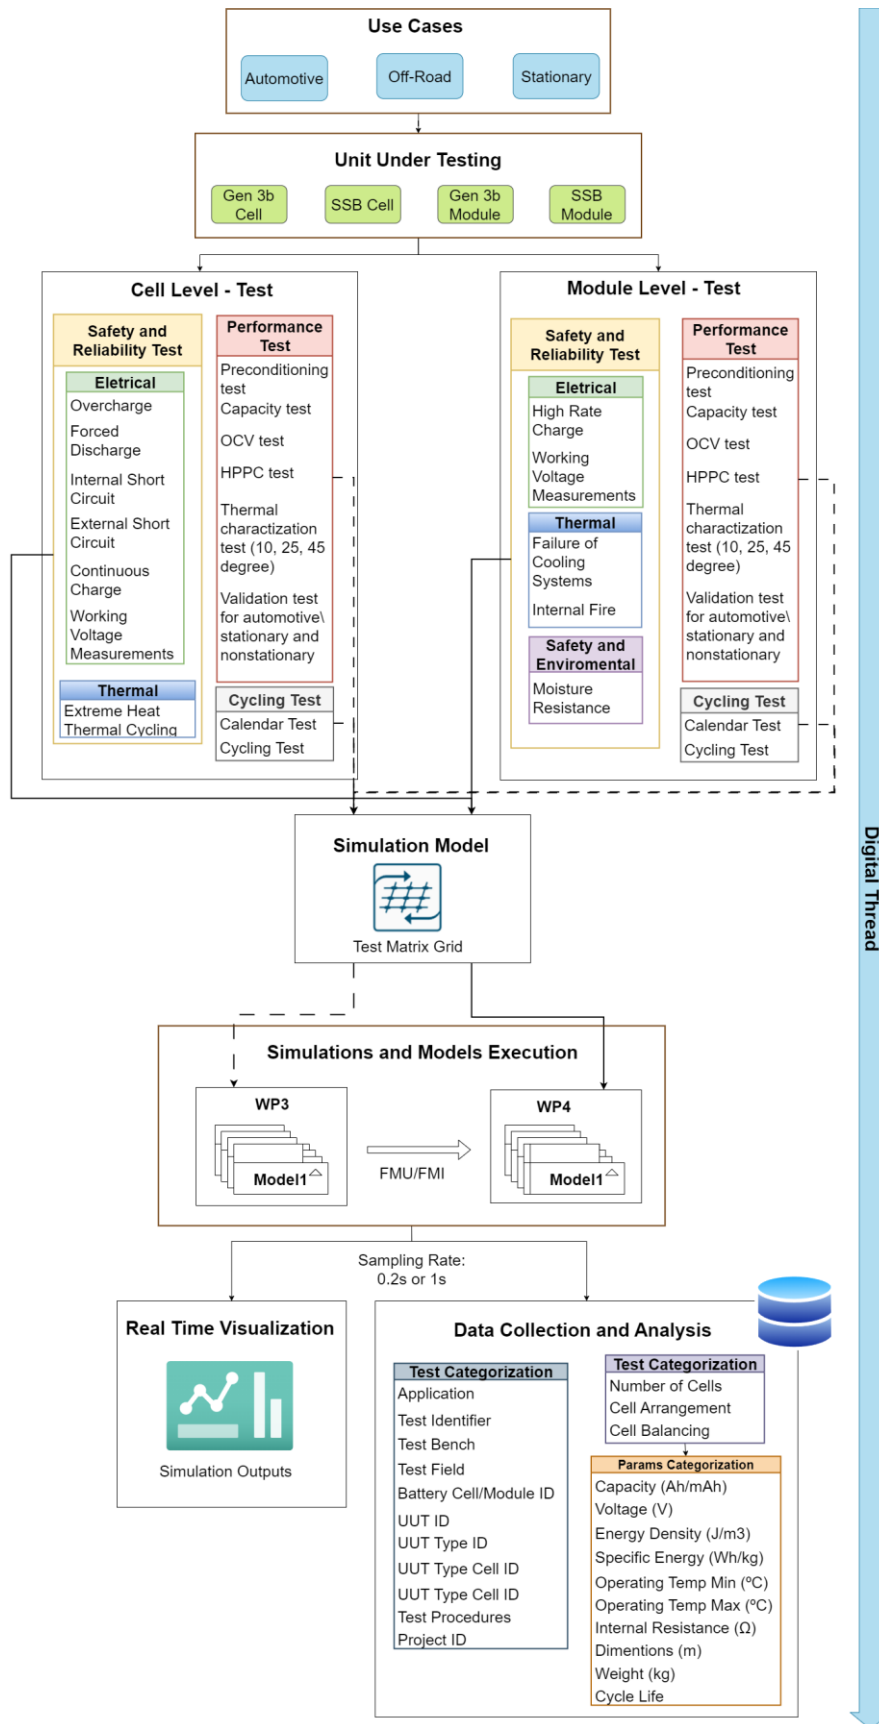 Use Cases
Automotive
Off-Road
Stationary
Unit Under Testing
Gen 3b
Cell
SSB Cell
Gen 3b
Module
SSB
Module
Cell Level - Test
Safety and
Reliability Test
Eletrical
Overcharge
Forced
Discharge
Internal Short
Circuit
External Short
Circuit
Continuous
Charge
Working
Voltage
Measurements
Thermal
Extreme Heat
Thermal Cycling
Performance
Test
Preconditioning
test
Capacity test
OCV test
HPPC test
Thermal
charactization
test (10, 25, 45
degree)
Validation test
for automotive\
stationary and
nonstationary
Cycling Test
Calendar Test
Cycling Test
Module Level - Test
Safety and
Reliability Test
Eletrical
High Rate
Charge
Working
Voltage
Measurements
Thermal
Failure of
Cooling
Systems
Internal Fire
Safety and
Enviromental
Moisture
Resistance
Performance
Test
Preconditioning
test
Capacity test
OCV test
HPPC test
Thermal
charactization
test (10, 25, 45
degree)
Validation test
for automotive\
stationary and
nonstationary
Cycling Test
Calendar Test
Cycling Test
Digital Thread
Simulation Model
Test Matrix Grid
Simulations and Models Execution
WP3
Model1
FMU/FMI
WP4
Model1
Sampling Rate:
0.2s or 1s
Real Time Visualization
Simulation Outputs
Data Collection and Analysis
Test Categorization
Application
Test Identifier
Test Bench
Test Field
Battery Cell/Module ID
UUT ID
UUT Type ID
UUT Type Cell ID
UUT Type Cell ID
Test Procedures
Project ID
Test Categorization
Number of Cells
Cell Arrangement
Cell Balancing
Params Categorization
Capacity (Ah/mAh)
Voltage (V)
Energy Density (J/m3)
Specific Energy (Wh/kg)
Operating Temp Min (ºC)
Operating Temp Max (ºC)
Internal Resistance (Ω)
Dimentions (m)
Weight (kg)
Cycle Life